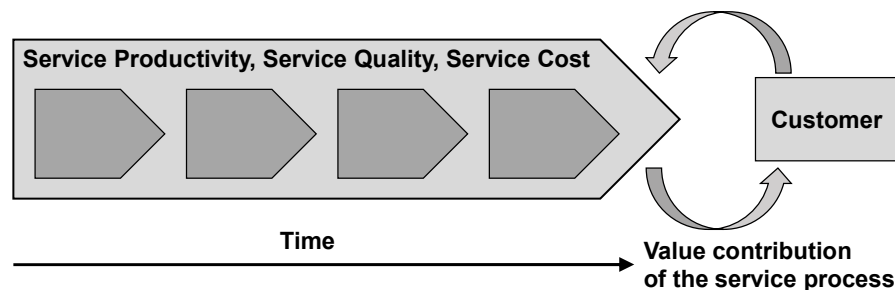 Service Productivity, Service Quality, Service Cost
Customer
Time
Value contribution
of the service process